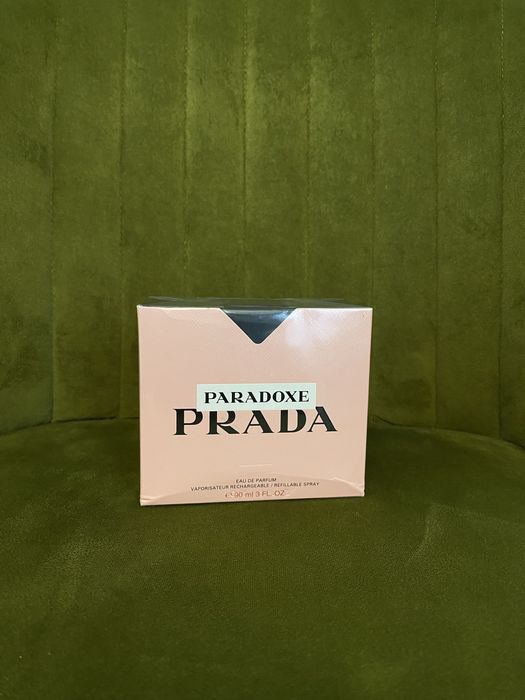 PARADOXE
PRADA
EAU DE PARFUM
VAPORISATEUR RECHARGEABLE / REFILLABLE SPRAY
℮ 90 ml 3 FL. OZ.